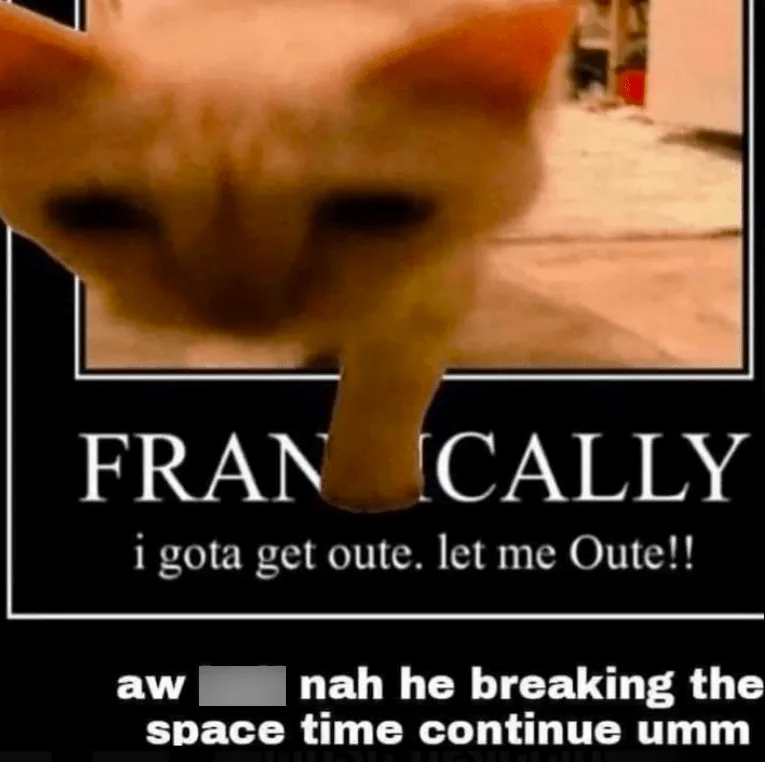 FRAN ICALLY
i gota get oute. let me Oute!!
aw nah he breaking the
space time continue umm